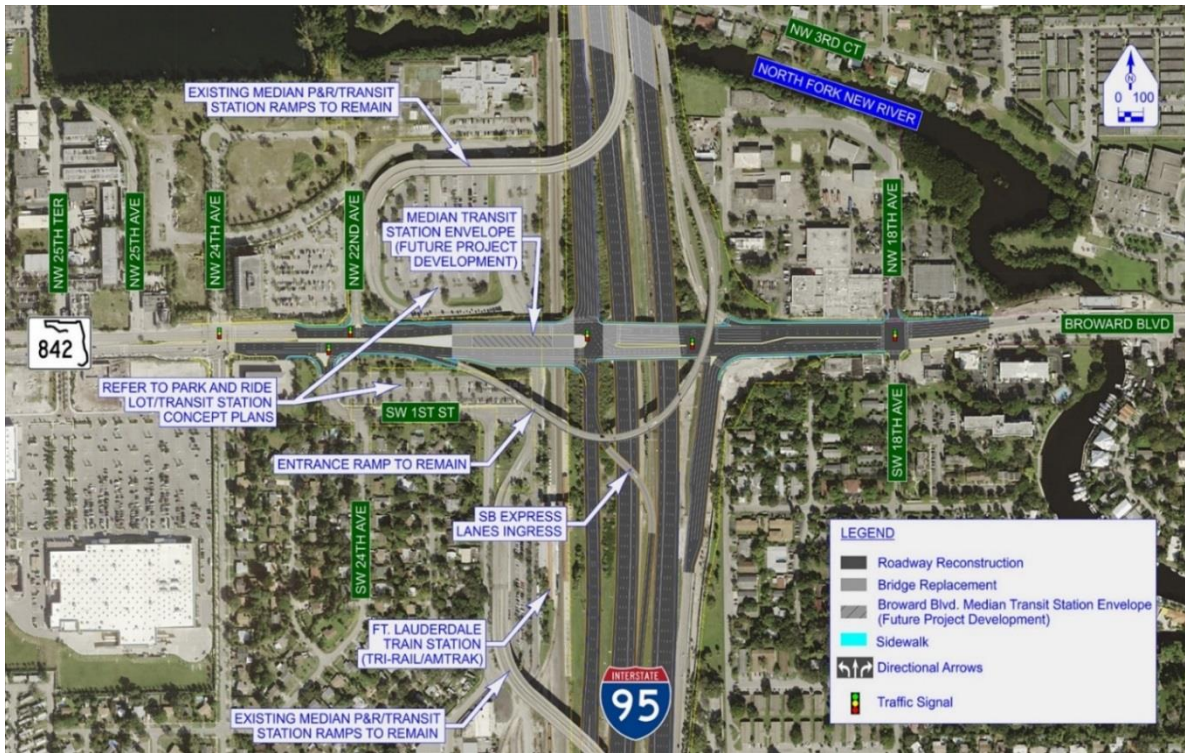 NW 3RD CT
NORTH FORK NEW RIVER
N
0 100
EXISTING MEDIAN P&R/TRANSIT
STATION RAMPS TO REMAIN
MEDIAN TRANSIT
STATION ENVELOPE
(FUTURE PROJECT
DEVELOPMENT)
NW 25TH TER
NW 25TH AVE
NW 24TH AVE
NW 22ND AVE
NW 18TH AVE
842
BROWARD BLVD
REFER TO PARK AND RIDE
LOT/TRANSIT STATION
CONCEPT PLANS
SW 1ST ST
SW 18TH AVE
ENTRANCE RAMP TO REMAIN
SB EXPRESS
LANES INGRESS
SW 24TH AVE
FT. LAUDERDALE
TRAIN STATION
(TRI-RAIL/AMTRAK)
EXISTING MEDIAN P&R/TRANSIT
STATION RAMPS TO REMAIN
INTERSTATE
95
LEGEND
Roadway Reconstruction
Bridge Replacement
Broward Blvd. Median Transit Station Envelope
(Future Project Development)
Sidewalk
Directional Arrows
Traffic Signal